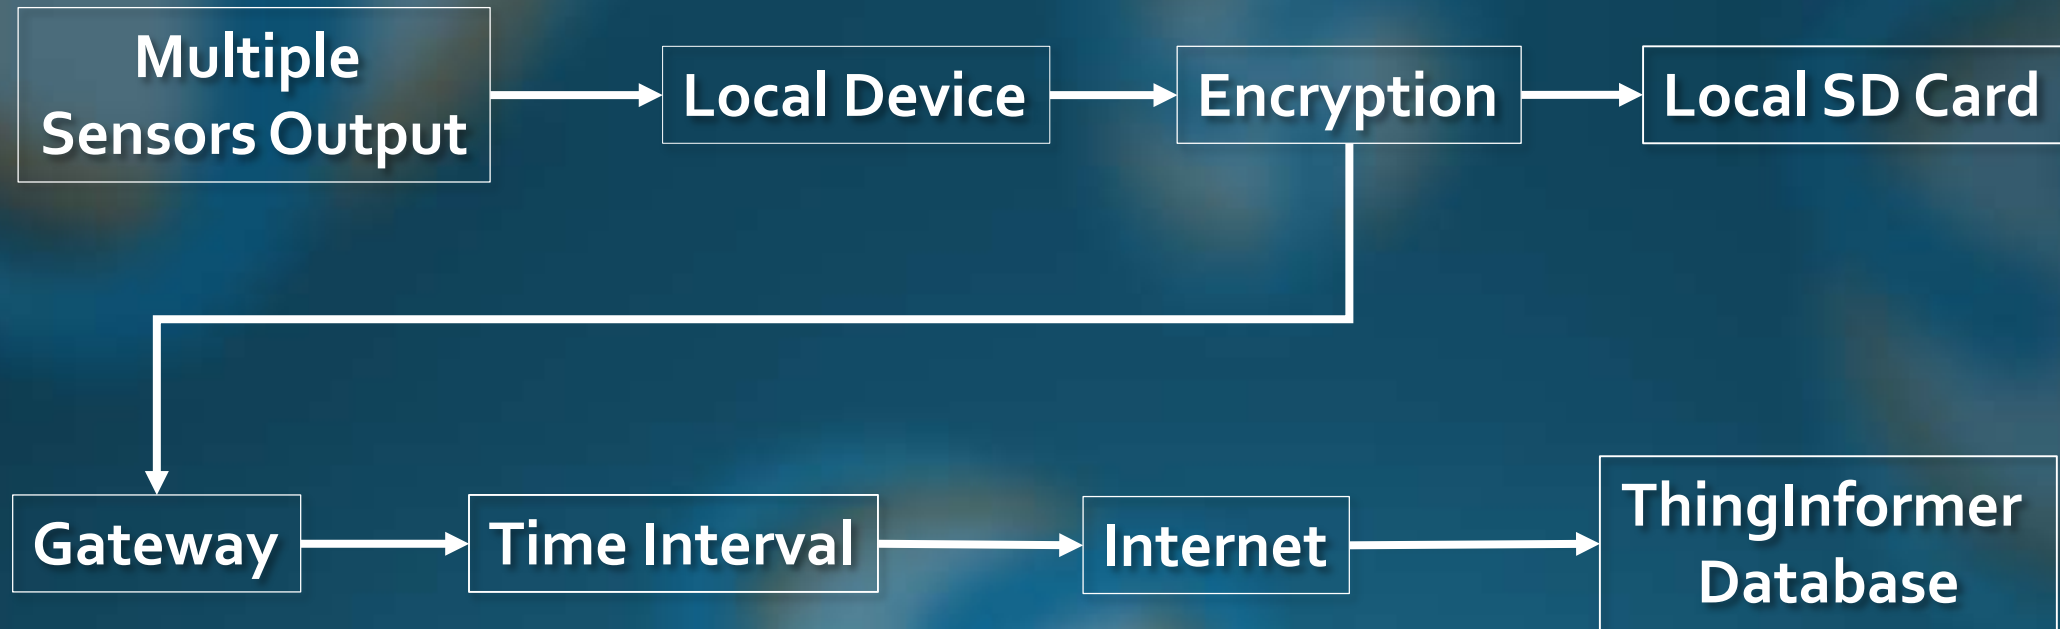 Multiple
Sensors Output
Local Device
Encryption
Local SD Card
Gateway
Time Interval
Internet
ThingInformer
Database